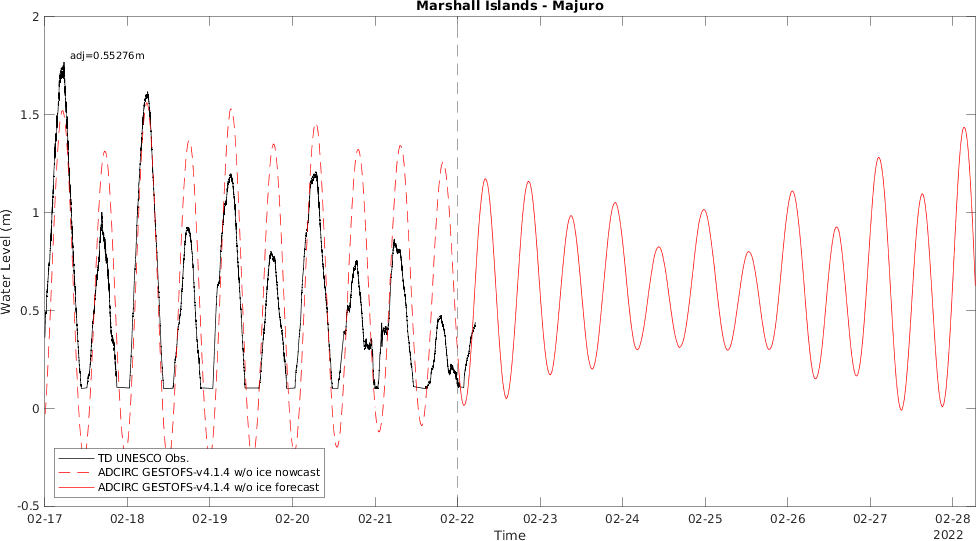 Marshall Islands - Majuro
adj=0.55276m
Water Level (m)
2
1.5
1
0.5
0
-0.5
TD UNESCO Obs.
ADCIRC GESTOFS-v4.1.4 w/o ice nowcast
ADCIRC GESTOFS-v4.1.4 w/o ice forecast
02-17 02-18 02-19 02-20 02-21 02-22 02-23 02-24 02-25 02-26 02-27 02-28
2022
Time